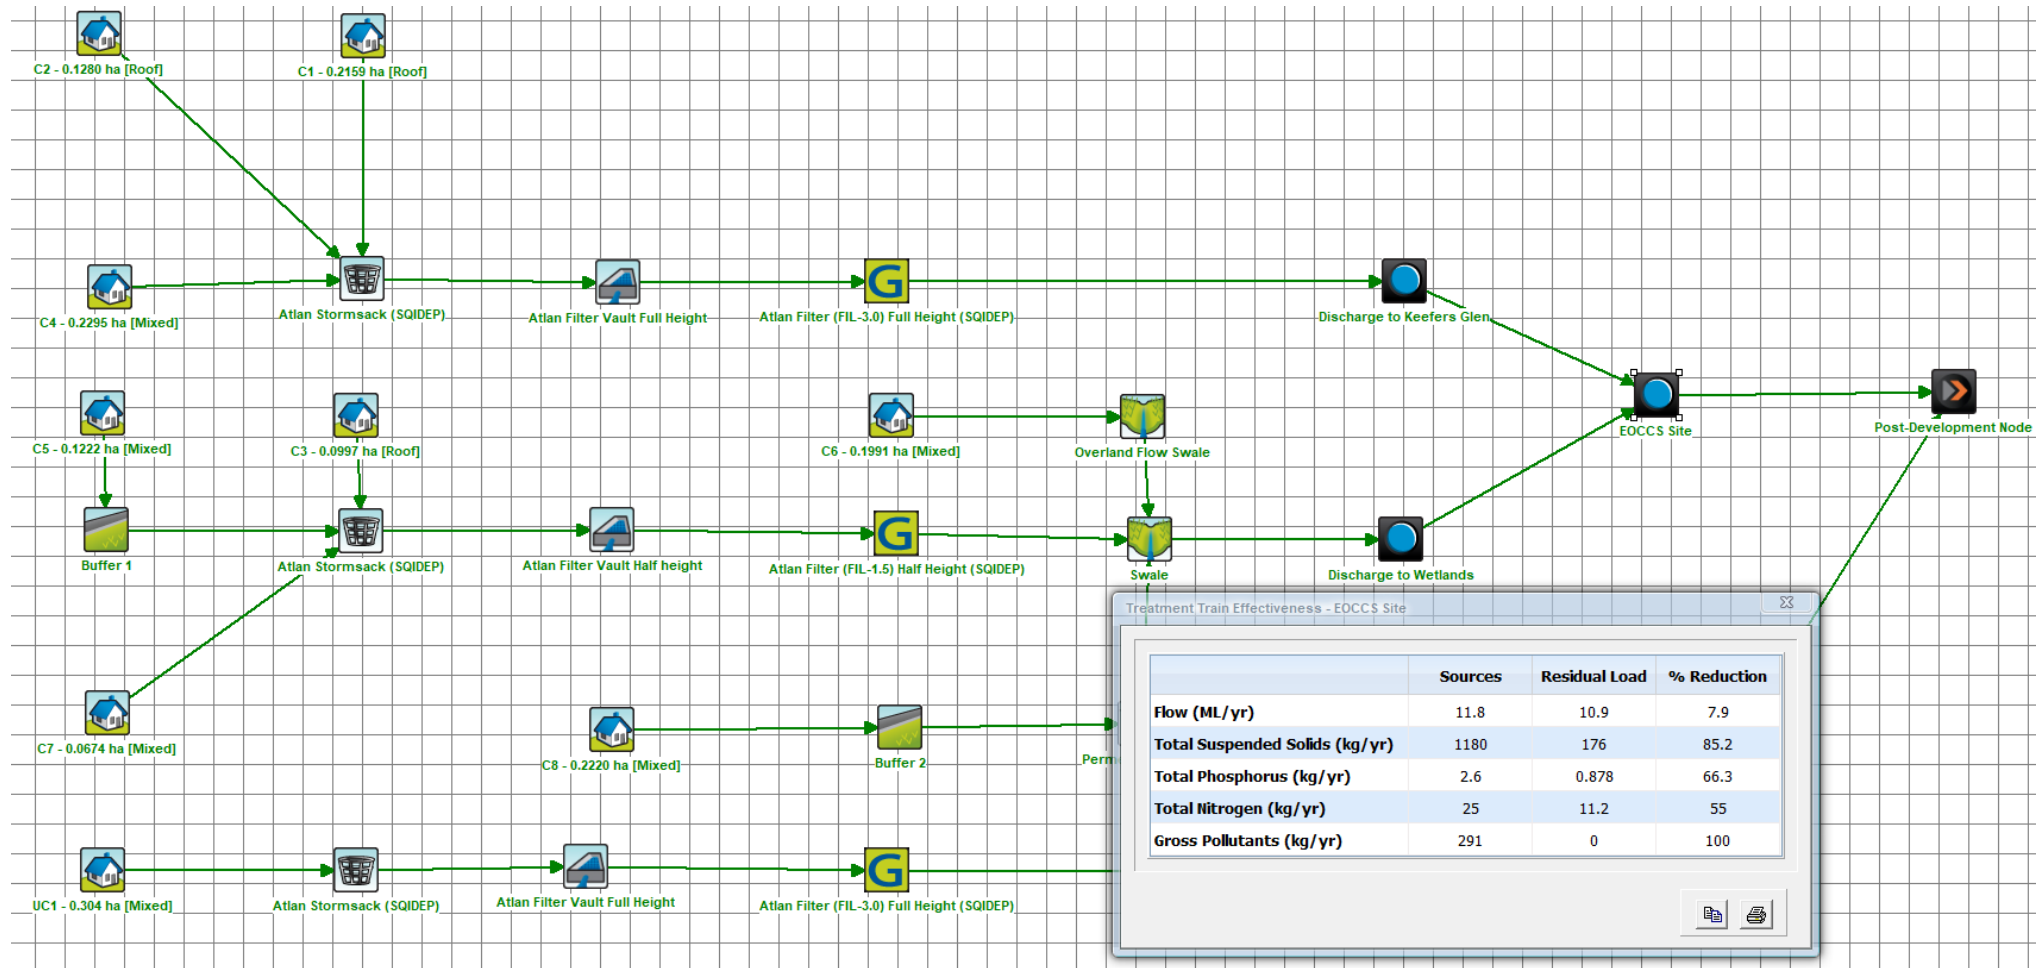 C2 - 0.1280 ha [Roof]
C1 - 0.2159 ha [Roof]
C4 - 0.2295 ha [Mixed]
Atlan Stormsack (SQIDEP)
Atlan Filter Vault Full Height
Atlan Filter (FIL-3.0) Full Height (SQIDEP)
Discharge to Keefers Glen
EOCCS Site
Post-Development Node
C5 - 0.1222 ha [Mixed]
C3 - 0.0997 ha [Roof]
C6 - 0.1991 ha [Mixed]
Overland Flow Swale
Buffer 1
Atlan Stormsack (SQIDEP)
Atlan Filter Vault Half height
Atlan Filter (FIL-1.5) Half Height (SQIDEP)
Swale
Discharge to Wetlands
C7 - 0.0674 ha [Mixed]
C8 - 0.2220 ha [Mixed]
Buffer 2
UC1 - 0.304 ha [Mixed]
Atlan Stormsack (SQIDEP)
Atlan Filter Vault Full Height
Atlan Filter (FIL-3.0) Full Height (SQIDEP)
Treatment Train Effectiveness - EOCCS Site
Sources Residual Load % Reduction
Flow (ML/yr) 11.8 10.9 7.9
Total Suspended Solids (kg/yr) 1180 176 85.2
Total Phosphorus (kg/yr) 2.6 0.878 66.3
Total Nitrogen (kg/yr) 25 11.2 55
Gross Pollutants (kg/yr) 291 0 100